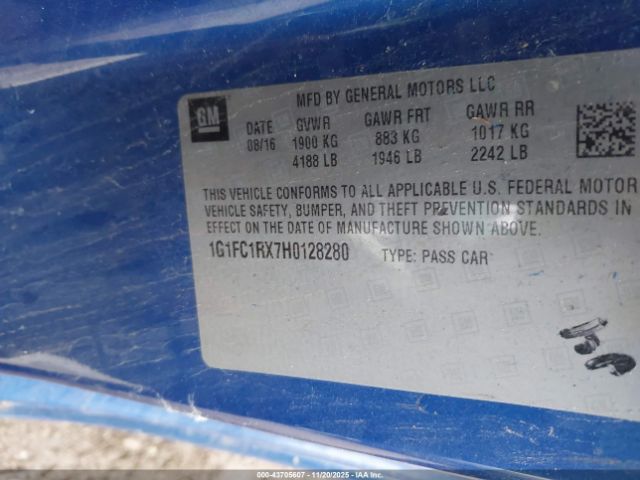 GM
MFD BY GENERAL MOTORS LLC
DATE GVWR GAWR FRT GAWR RR
08/16 1900 KG 883 KG 1017 KG
4188 LB 1946 LB 2242 LB
THIS VEHICLE CONFORMS TO ALL APPLICABLE U.S. FEDERAL MOTOR
VEHICLE SAFETY, BUMPER, AND THEFT PREVENTION STANDARDS IN
EFFECT ON THE DATE OF MANUFACTURE SHOWN ABOVE.
1G1FC1RX7H0128280 TYPE: PASS CAR
000-43705607 - 11/20/2025 - IAAI.COM